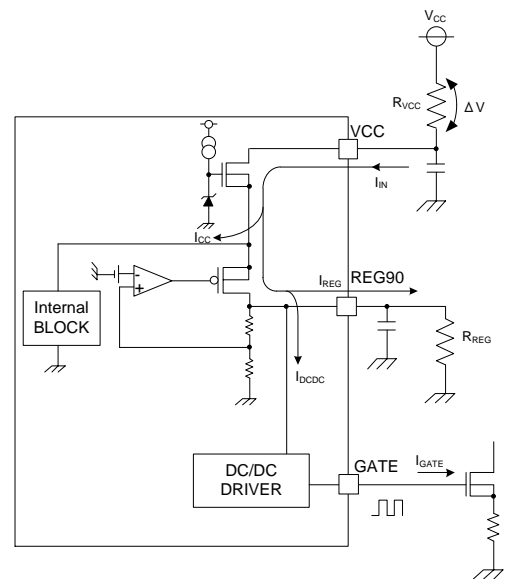 VCC
RVCC
ΔV
VCC
IIN
ICC
IREG
REG90
-
+
Internal
BLOCK
RREG
IDCDC
DC/DC
DRIVER
GATE
IGATE